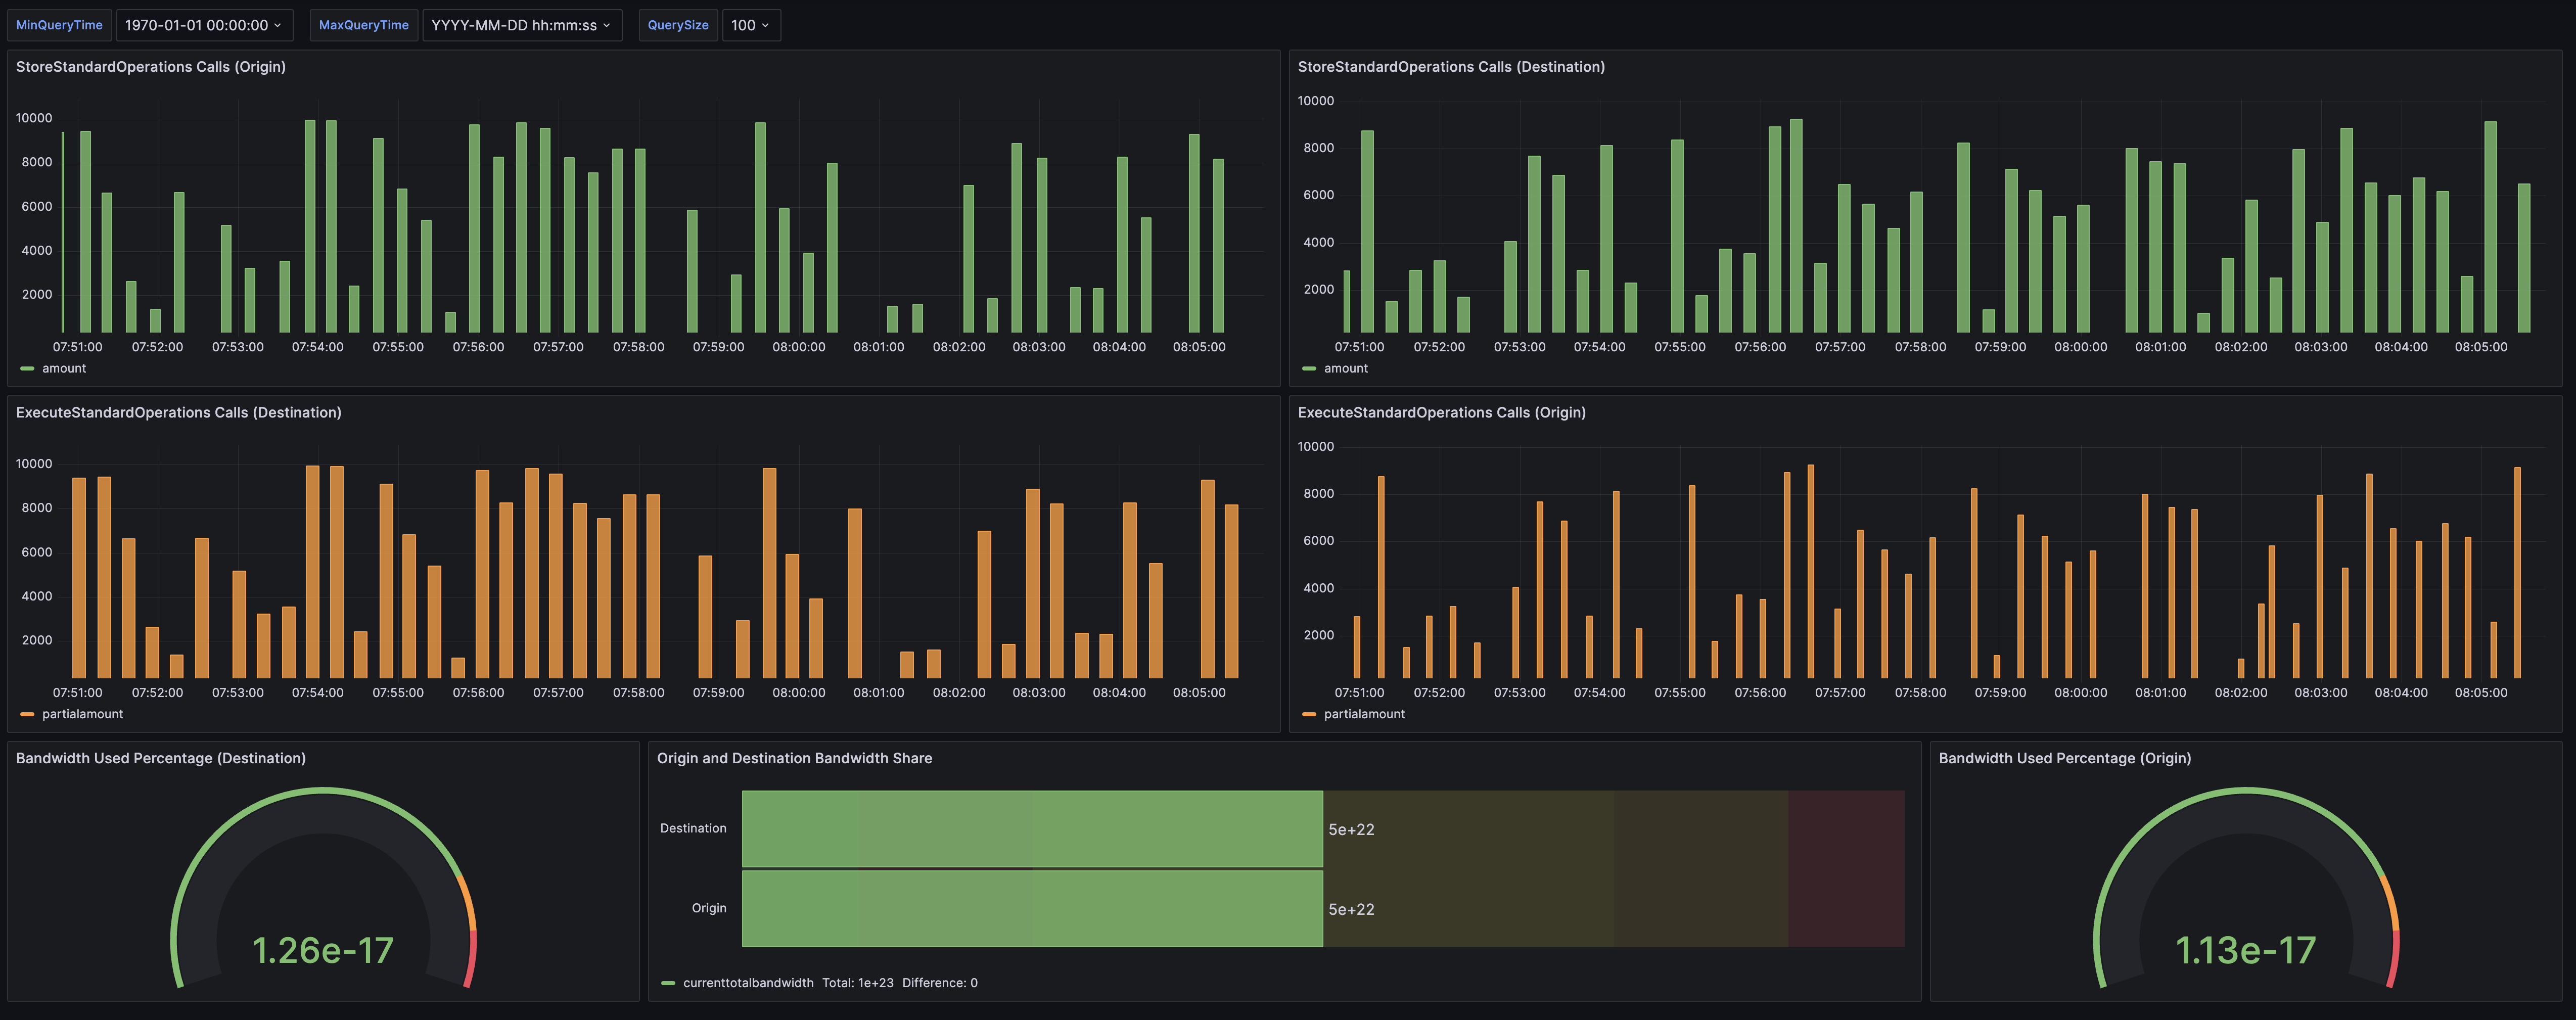 MinQueryTime 1970-01-01 00:00:00 MaxQueryTime YYYY-MM-DD hh:mm:ss QuerySize 100
StoreStandardOperations Calls (Origin)
10000
8000
6000
4000
2000
07:51:00 07:52:00 07:53:00 07:54:00 07:55:00 07:56:00 07:57:00 07:58:00 07:59:00 08:00:00 08:01:00 08:02:00 08:03:00 08:04:00 08:05:00
amount
StoreStandardOperations Calls (Destination)
10000
8000
6000
4000
2000
07:51:00 07:52:00 07:53:00 07:54:00 07:55:00 07:56:00 07:57:00 07:58:00 07:59:00 08:00:00 08:01:00 08:02:00 08:03:00 08:04:00 08:05:00
amount
ExecuteStandardOperations Calls (Destination)
10000
8000
6000
4000
2000
07:51:00 07:52:00 07:53:00 07:54:00 07:55:00 07:56:00 07:57:00 07:58:00 07:59:00 08:00:00 08:01:00 08:02:00 08:03:00 08:04:00 08:05:00
partialamount
ExecuteStandardOperations Calls (Origin)
10000
8000
6000
4000
2000
07:51:00 07:52:00 07:53:00 07:54:00 07:55:00 07:56:00 07:57:00 07:58:00 07:59:00 08:00:00 08:01:00 08:02:00 08:03:00 08:04:00 08:05:00
partialamount
Bandwidth Used Percentage (Destination)
1.26e-17
Origin and Destination Bandwidth Share
Destination 5e+22
Origin 5e+22
currenttotalbandwidth Total: 1e+23 Difference: 0
Bandwidth Used Percentage (Origin)
1.13e-17